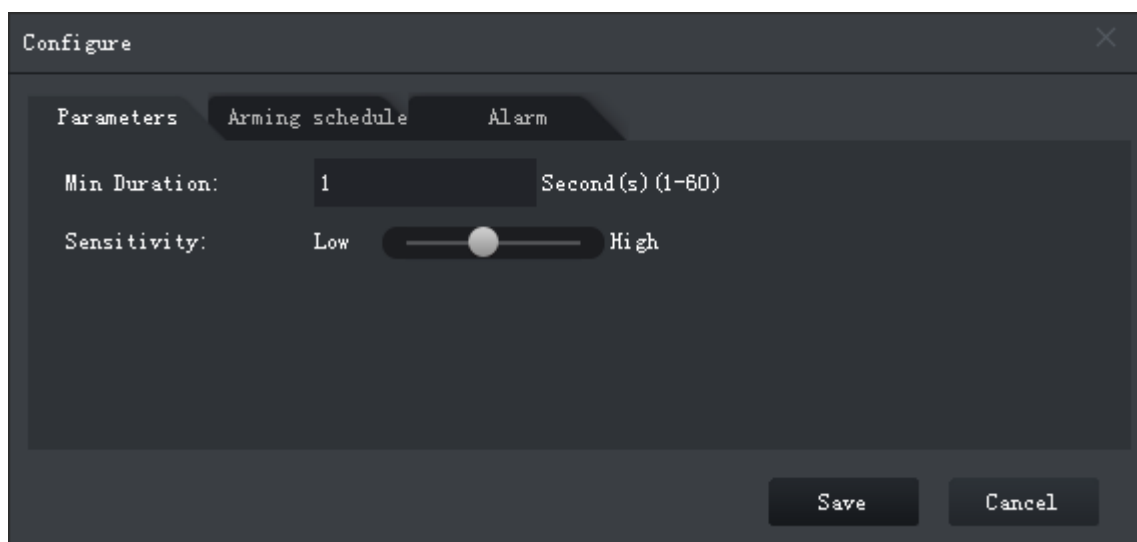 Configure
Parameters Arming schedule Alarm
Min Duration: 1 Second(s)(1-60)
Sensitivity: Low High
Save Cancel